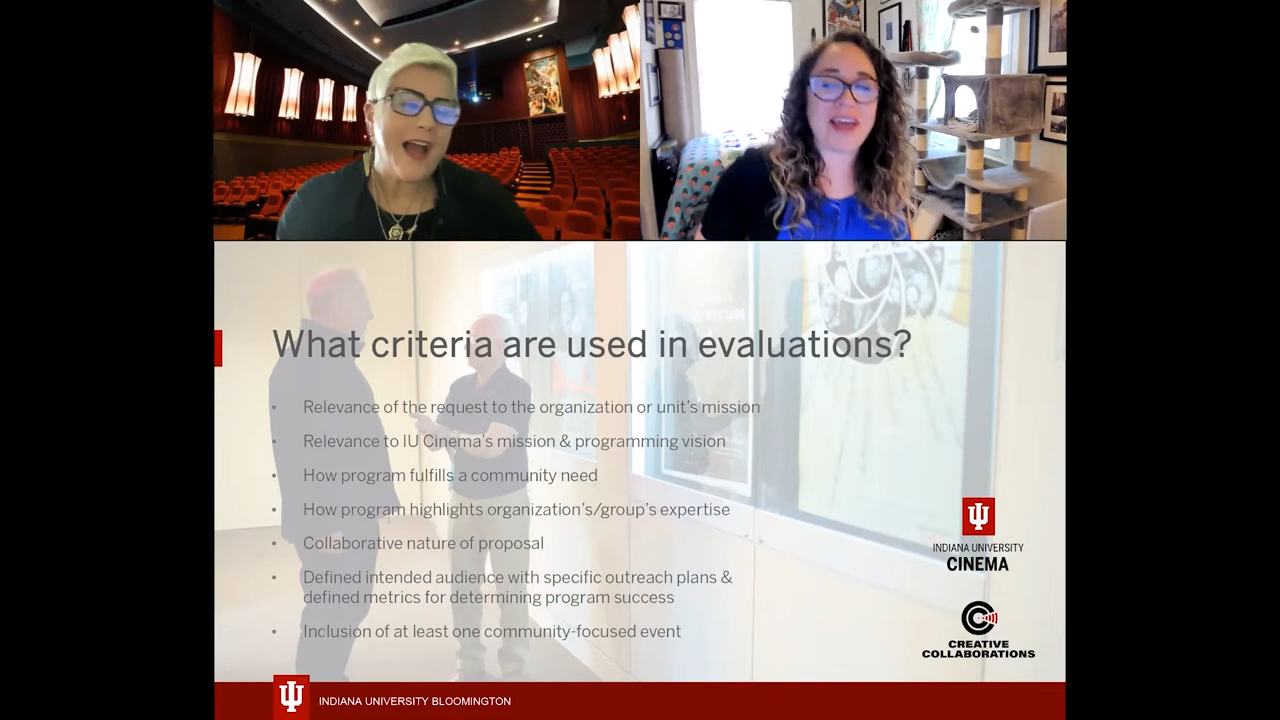 What criteria are used in evaluations?
• Relevance of the request to the organization or unit's mission
• Relevance to IU Cinema's mission & programming vision
• How program fulfills a community need
• How program highlights organization's/group's expertise
• Collaborative nature of proposal
• Defined intended audience with specific outreach plans &
defined metrics for determining program success
• Inclusion of at least one community-focused event
INDIANA UNIVERSITY
CINEMA
CREATIVE
COLLABORATIONS
INDIANA UNIVERSITY BLOOMINGTON